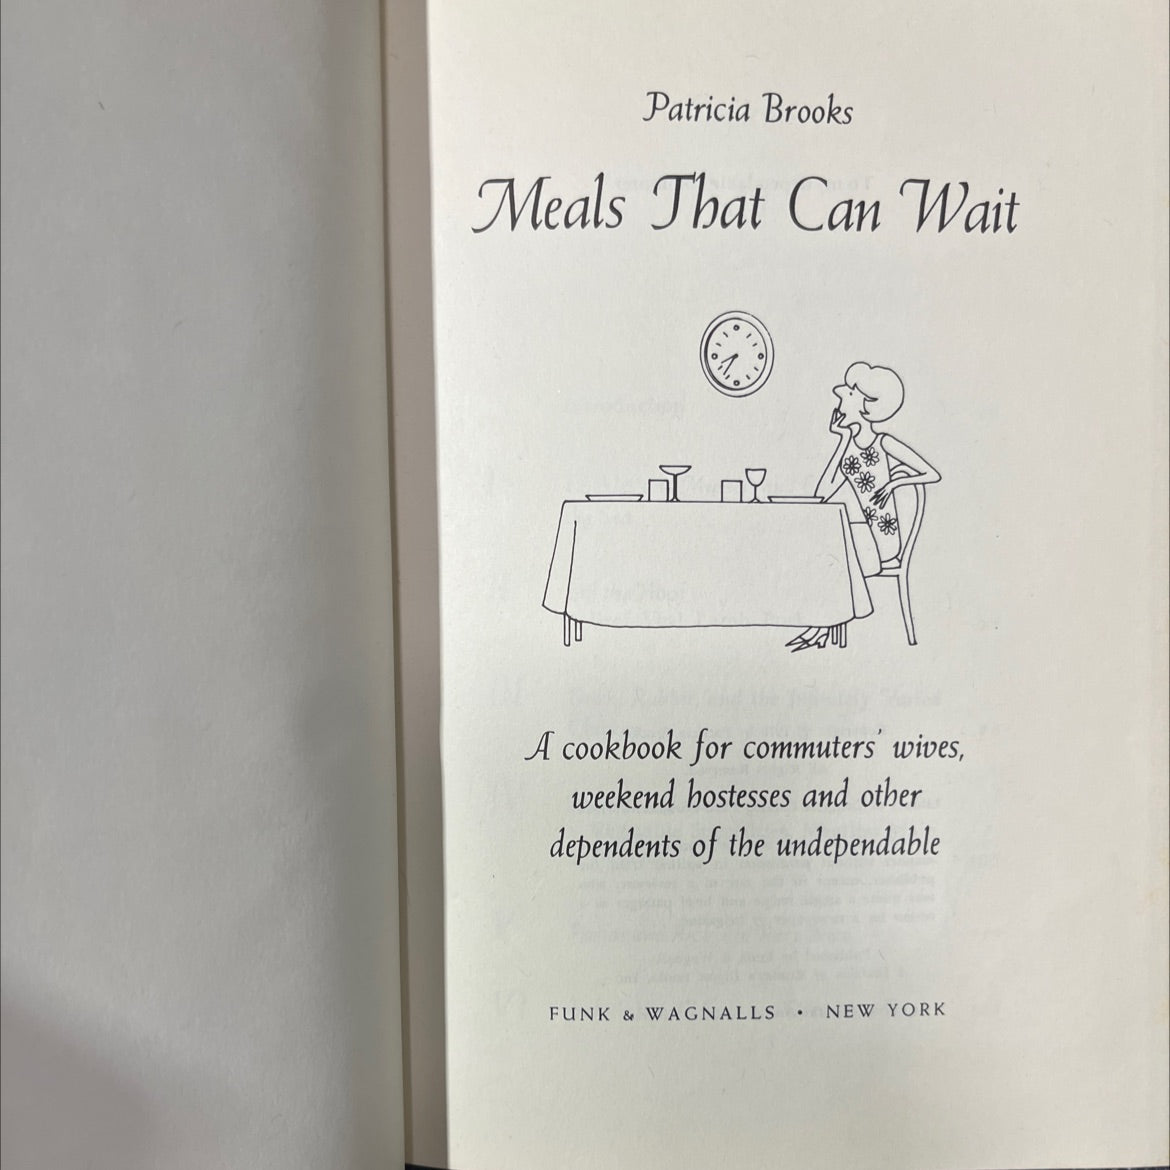 Patricia Brooks
Meals That Can Wait
A cookbook for commuters' wives,
weekend hostesses and other
dependents of the undependable
FUNK & WAGNALLS • NEW YORK